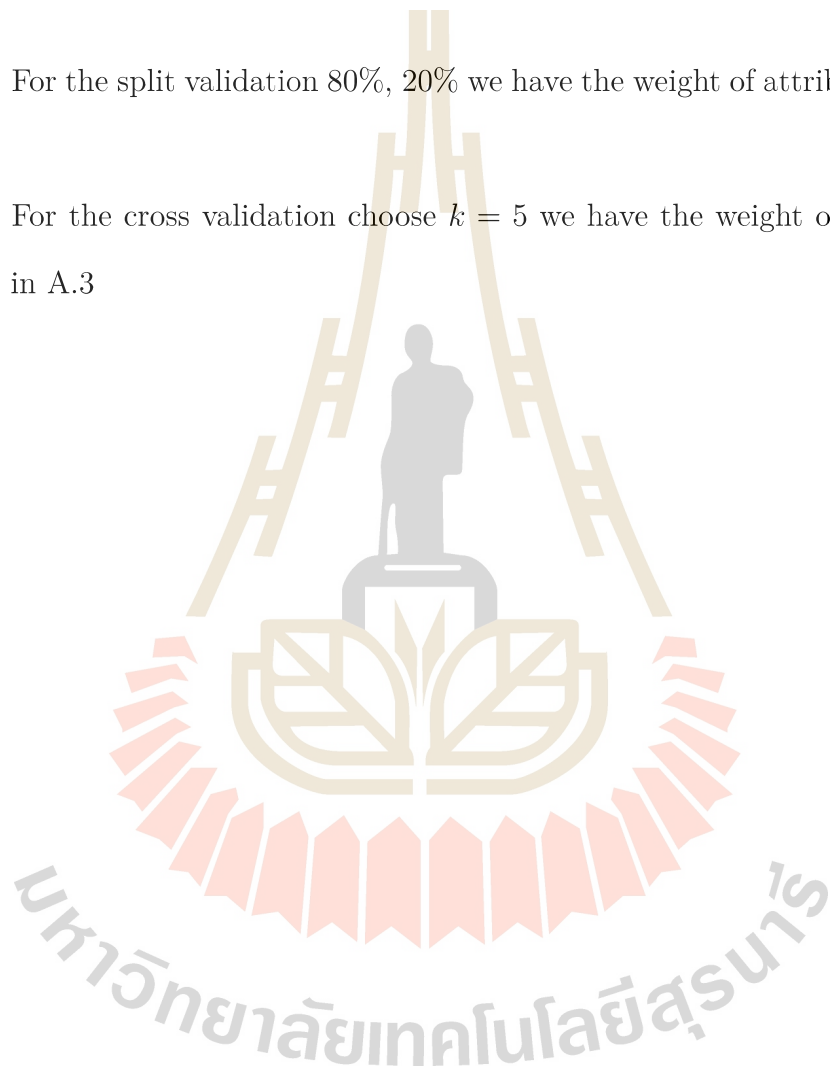 For the split validation 80%, 20% we have the weight of attrib
For the cross validation choose k = 5 we have the weight o
in A.3
มหาวิทยาลัยเทคโนโลยีสุรนารี